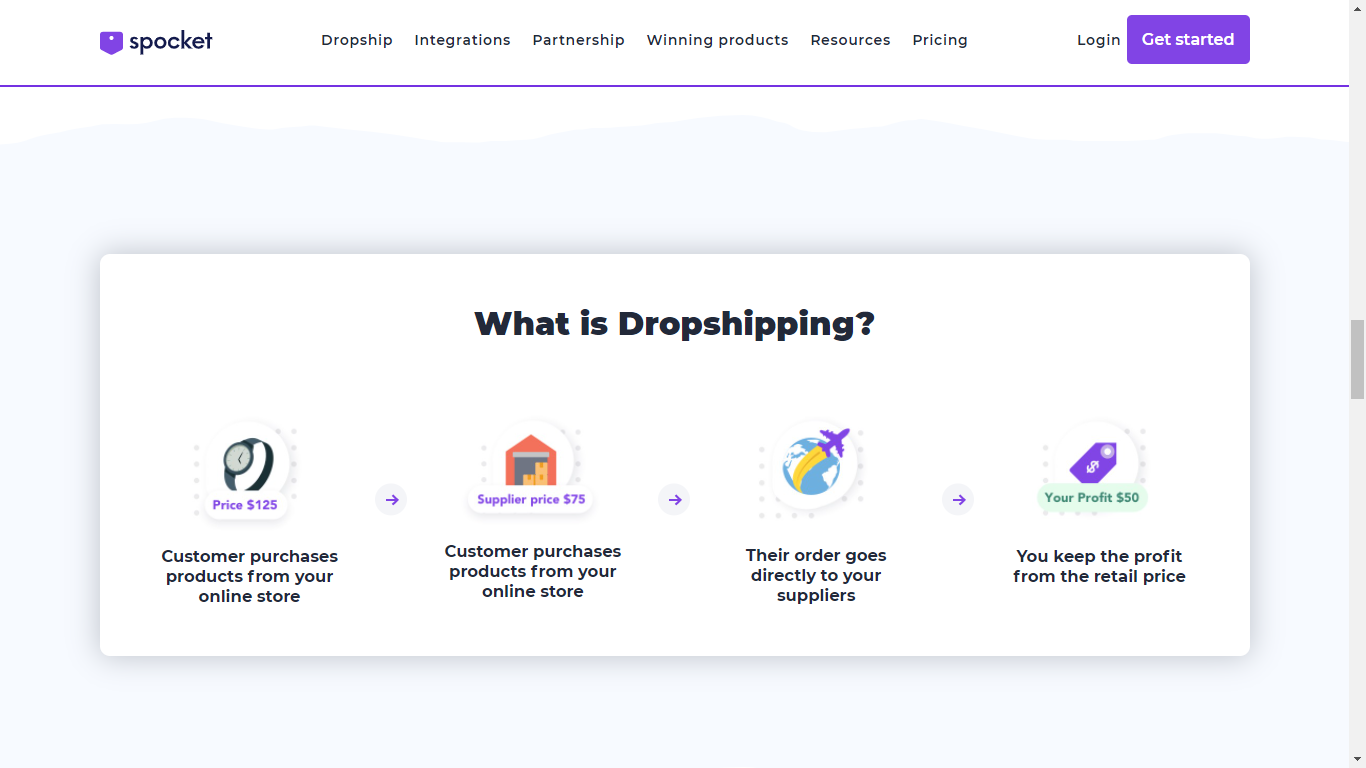 spocket
Dropship
Integrations
Partnership
Winning products
Resources
Pricing
Login
Get started
What is Dropshipping?
Price $125
Customer purchases
products from your
online store
Supplier price $75
Customer purchases
products from your
online store
Their order goes
directly to your
suppliers
$
Your Profit $50
You keep the profit
from the retail price